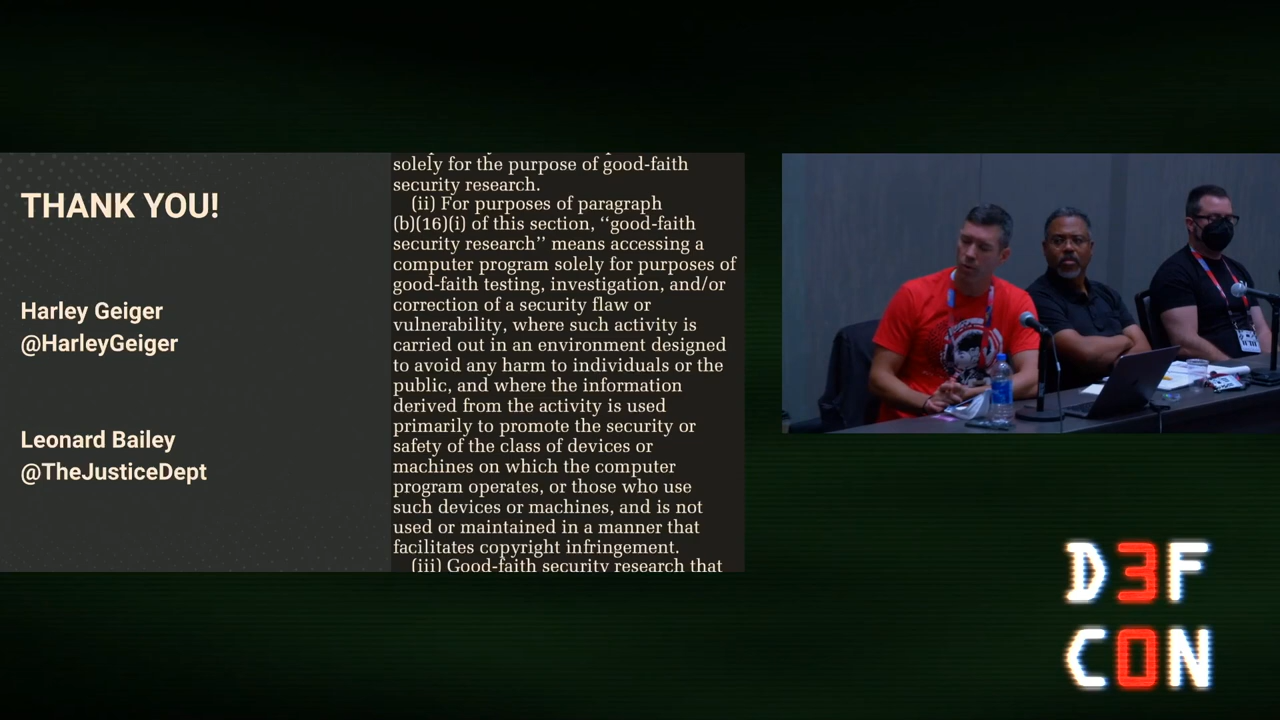 THANK YOU!
Harley Geiger
@HarleyGeiger
Leonard Bailey
@TheJusticeDept
solely for the purpose of good-faith
security research.
(ii) For purposes of paragraph
(b)(16)(i) of this section, ‘‘good-faith
security research’’ means accessing a
computer program solely for purposes of
good-faith testing, investigation, and/or
correction of a security flaw or
vulnerability, where such activity is
carried out in an environment designed
to avoid any harm to individuals or the
public, and where the information
derived from the activity is used
primarily to promote the security or
safety of the class of devices or
machines on which the computer
program operates, or those who use
such devices or machines, and is not
used or maintained in a manner that
facilitates copyright infringement.
(iii) Good-faith security research that
D3F
C0N